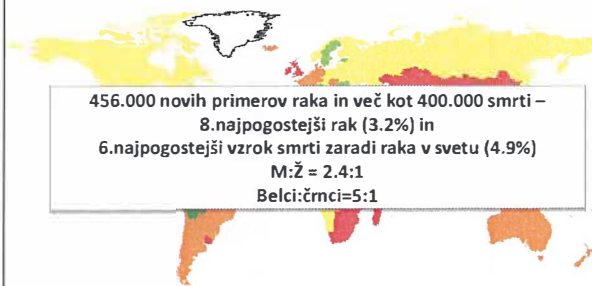 456.000 novih primerov raka in več kot 400.000 smrti –
8.najpogostejši rak (3.2%) in
6.najpogostejši vzrok smrti zaradi raka v svetu (4.9%)
M:Ž = 2.4:1
Belci:črnci=5:1